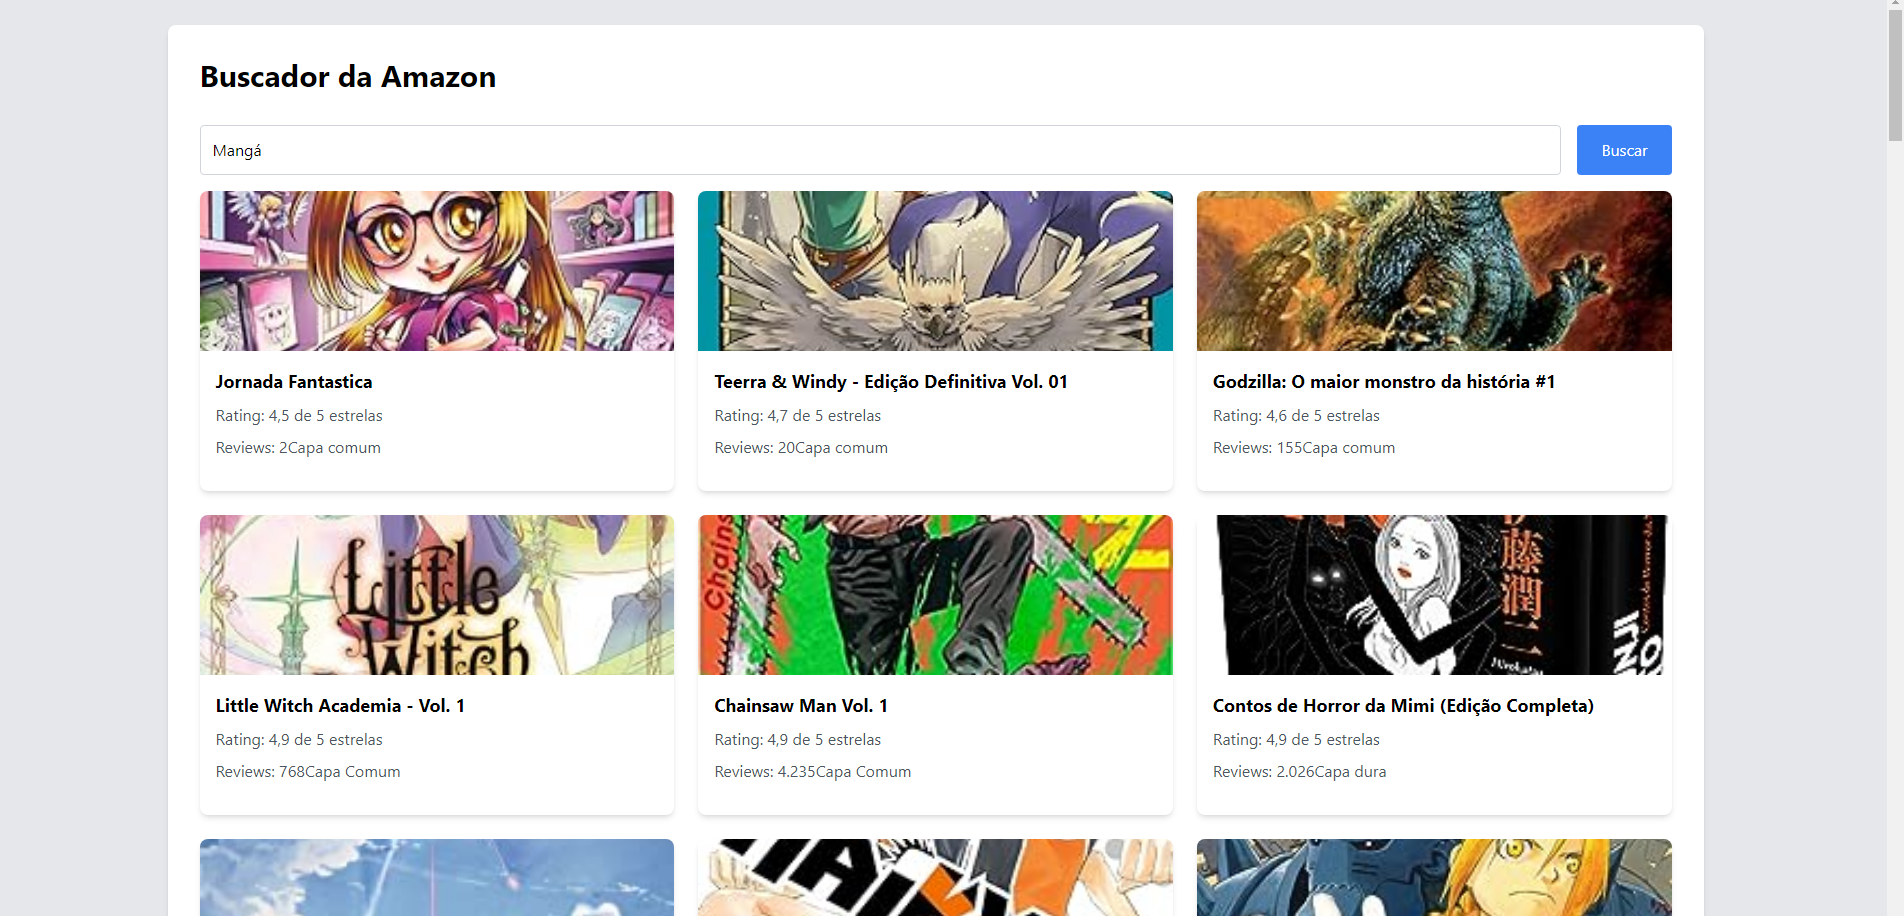 Buscador da Amazon
Mangá
Buscar
Jornada Fantastica
Rating: 4,5 de 5 estrelas
Reviews: 2Capa comum
Teerra & Windy - Edição Definitiva Vol. 01
Rating: 4,7 de 5 estrelas
Reviews: 20Capa comum
Godzilla: O maior monstro da história #1
Rating: 4,6 de 5 estrelas
Reviews: 155Capa comum
Little
Witch
Little Witch Academia - Vol. 1
Rating: 4,9 de 5 estrelas
Reviews: 768Capa Comum
Chains
Chainsaw Man Vol. 1
Rating: 4,9 de 5 estrelas
Reviews: 4.235Capa Comum
藤潤二
Contos de Horror da Mimi (Edição Completa)
Rating: 4,9 de 5 estrelas
Reviews: 2.026Capa dura